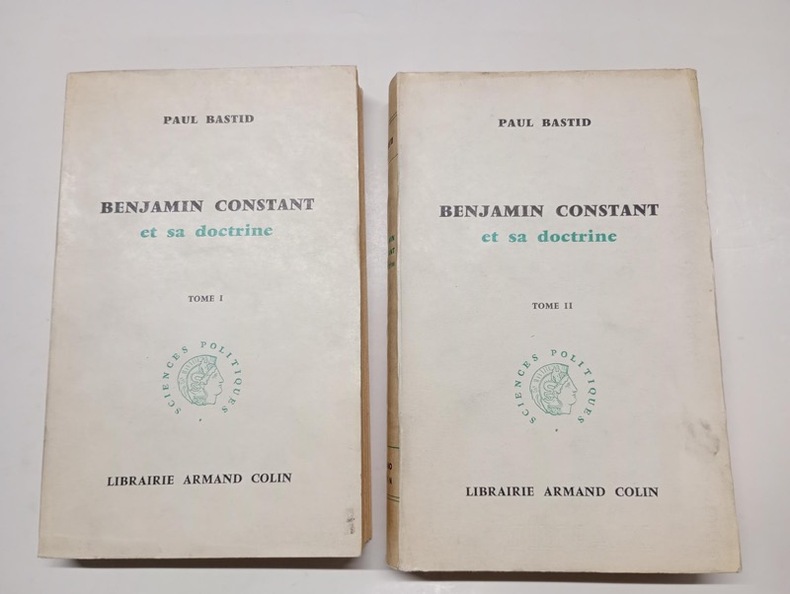 PAUL BASTID
BENJAMIN CONSTANT
et sa doctrine
TOME I
SCIENCES POLITIQUES
LIBRAIRIE ARMAND COLIN
PAUL BASTID
BENJAMIN CONSTANT
et sa doctrine
TOME II
SCIENCES POLITIQUES
LIBRAIRIE ARMAND COLIN